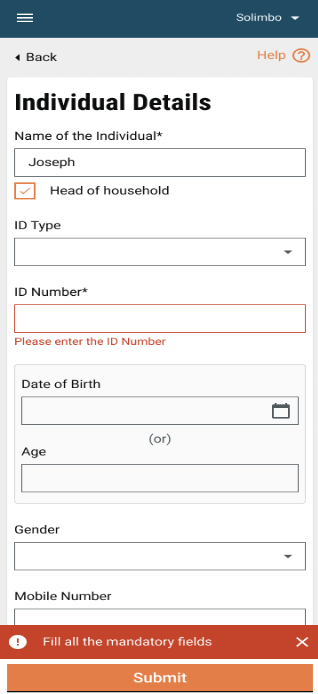 Solimbo
Back
Help
Individual Details
Name of the Individual*
Joseph
Head of household
ID Type
ID Number*
Please enter the ID Number
Date of Birth
(or)
Age
Gender
Mobile Number
Fill all the mandatory fields
Submit